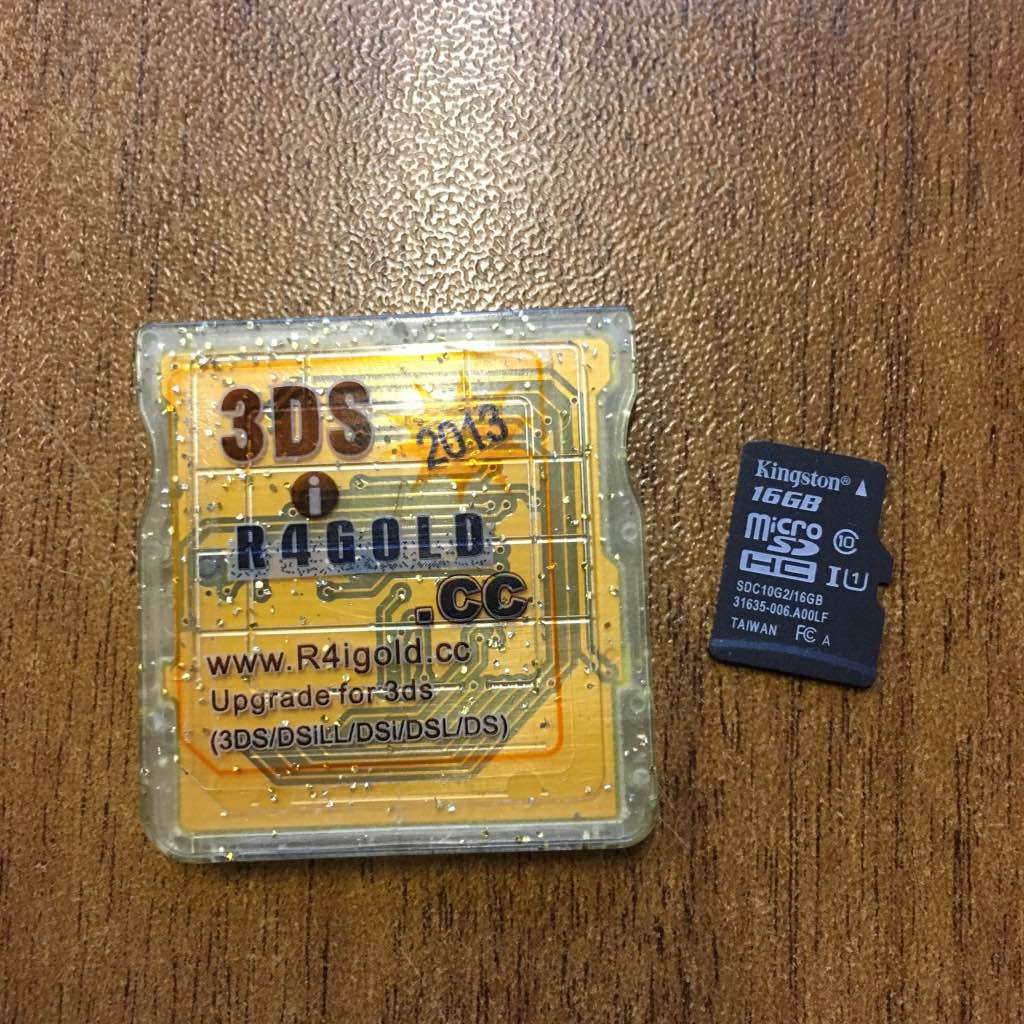 3DS
2013
i
R4GOLD
.cc
www.R4igold.cc
Upgrade for 3ds
(3DS/DSiLL/DSi/DSL/DS)
Kingston®
16GB
micro
SD
HC I U1
10
SDC10G2/16GB
31635-006.A00LF
TAIWAN FC A